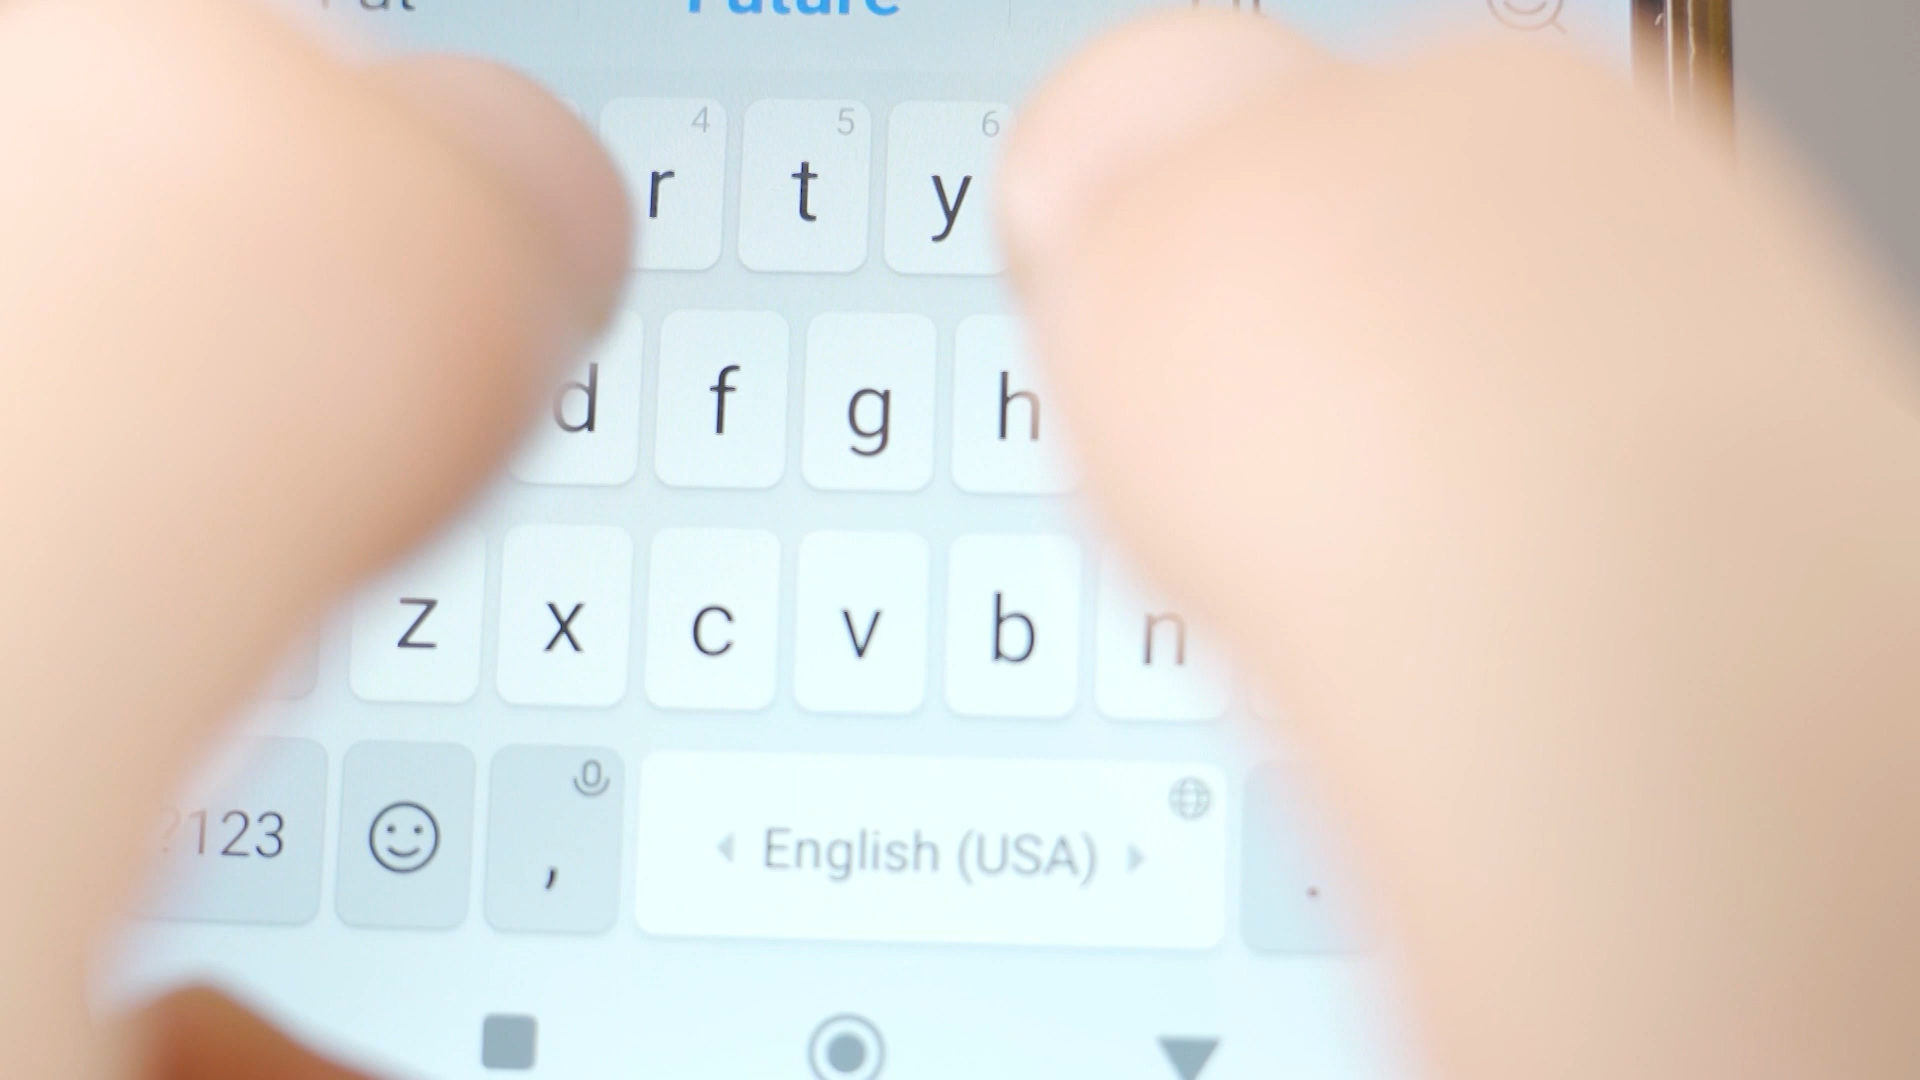 Future
4 5 6
r t y
d f g h
z x c v b n
?123 , English (USA) .